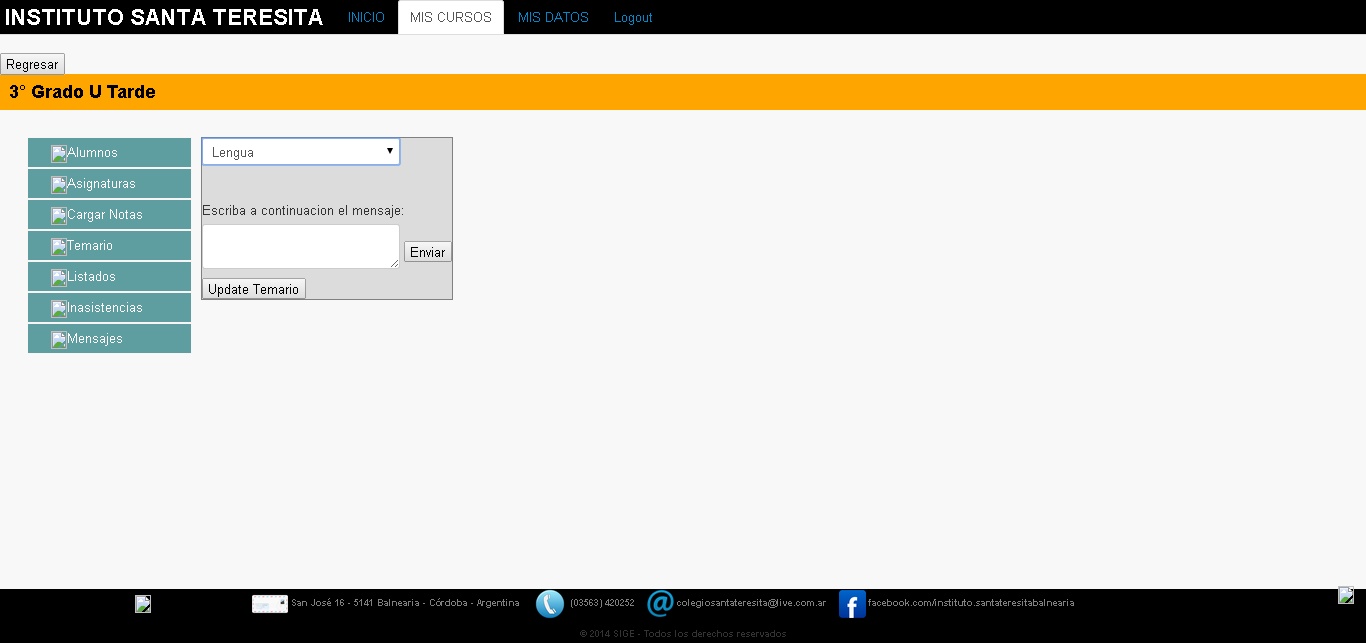 INSTITUTO SANTA TERESITA INICIO MIS CURSOS MIS DATOS Logout
Regresar
3° Grado U Tarde
Alumnos
Asignaturas
Cargar Notas
Temario
Listados
Inasistencias
Mensajes
Lengua
Escriba a continuacion el mensaje:
Enviar
Update Temario
San José 16 - 5141 Balnearia - Córdoba - Argentina (03563) 420252 colegiosantateresita@live.com.ar facebook.com/instituto.santateresitabalnearia
© 2014 SIGE - Todos los derechos reservados